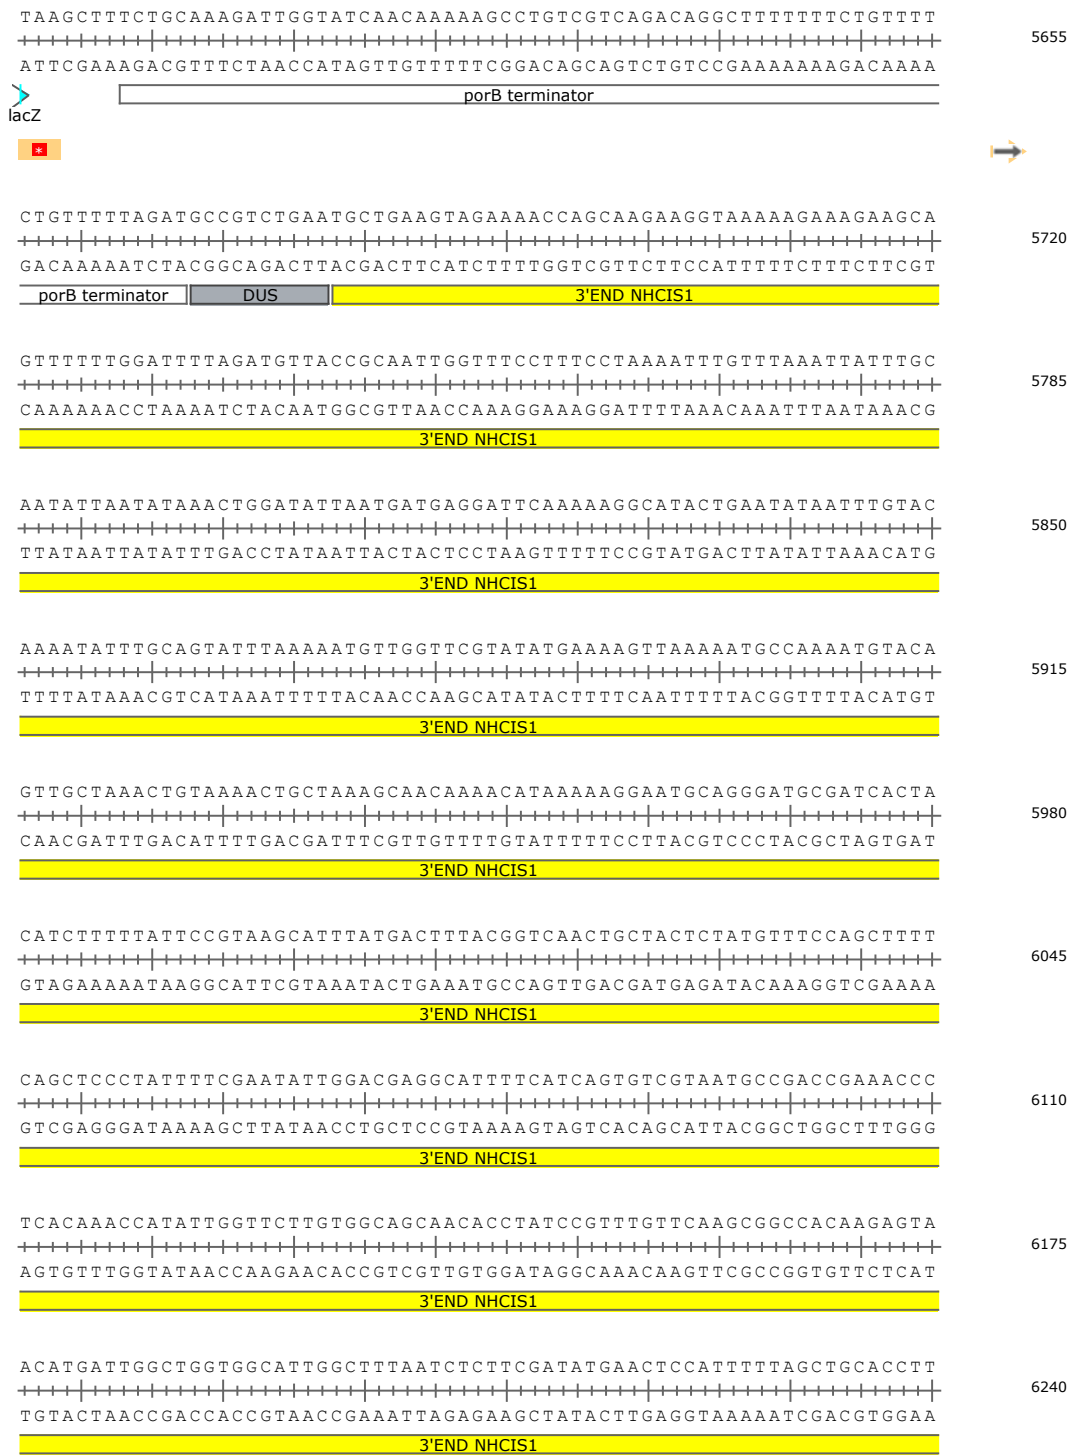 TAAGCTTTCTGCAAAGATTGGTATCAACAAAAAGCCTGTCGTCAGACAGGCTTTTTTTCTGTTTT
5655
ATTCGAAAGACGTTTCTAACCATAGTTGTTTTTCGGACAGCAGTCTGTCCGAAAAAAAGACAAAA
porB terminator
lacZ
*
CTGTTTTTAGATGCCGTCTGAATGCTGAAGTAGAAAACCAGCAAGAAGGTAAAAAGAAAGAAGCA
5720
GACAAAAATCTACGGCAGACTTACGACTTCATCTTTTGGTCGTTCTTCCATTTTTCTTTCTTCGT
porB terminator DUS 3'END NHCIS1
GTTTTTTGGATTTTAGATGTTACCGCAATTGGTTTCCTTTCCTAAAATTTGTTTAAATTATTTGC
5785
CAAAAAACCTAAAATCTACAATGGCGTTAACCAAAGGAAAGGATTTTAAACAAATTTAATAAACG
3'END NHCIS1
AATATTAATATAAACTGGATATTAATGATGAGGATTCAAAAAGGCATACTGAATATAATTTGTAC
5850
TTATAATTATATTTGACCTATAATTACTACTCCTAAGTTTTTCCGTATGACTTATATTAAACATG
3'END NHCIS1
AAAATATTTGCAGTATTTAAAAATGTTGGTTCGTATATGAAAAGTTAAAAATGCCAAAATGTACA
5915
TTTTATAAACGTCATAAATTTTTACAACCAAGCATATACTTTTCAATTTTTACGGTTTTACATGT
3'END NHCIS1
GTTGCTAAACTGTAAAACTGCTAAAGCAACAAAACATAAAAAGGAATGCAGGGATGCGATCACTA
5980
CAACGATTTGACATTTTGACGATTTCGTTGTTTTGTATTTTTCCTTACGTCCCTACGCTAGTGAT
3'END NHCIS1
CATCTTTTTATTCCGTAAGCATTTATGACTTTACGGTCAACTGCTACTCTATGTTTCCAGCTTTT
6045
GTAGAAAAATAAGGCATTCGTAAATACTGAAATGCCAGTTGACGATGAGATACAAAGGTCGAAAA
3'END NHCIS1
CAGCTCCCTATTTTCGAATATTGGACGAGGCATTTTCATCAGTGTCGTAATGCCGACCGAAACCC
6110
GTCGAGGGATAAAAGCTTATAACCTGCTCCGTAAAAGTAGTCACAGCATTACGGCTGGCTTTGGG
3'END NHCIS1
TCACAAACCATATTGGTTCTTGTGGCAGCAACACCTATCCGTTTGTTCAAGCGGCCACAAGAGTA
6175
AGTGTTTGGTATAACCAAGAACACCGTCGTTGTGGATAGGCAAACAAGTTCGCCGGTGTTCTCAT
3'END NHCIS1
ACATGATTGGCTGGTGGCATTGGCTTTAATCTCTTCGATATGAACTCCATTTTTAGCTGCACCTT
6240
TGTACTAACCGACCACCGTAACCGAAATTAGAGAAGCTATACTTGAGGTAAAAATCGACGTGGAA
3'END NHCIS1